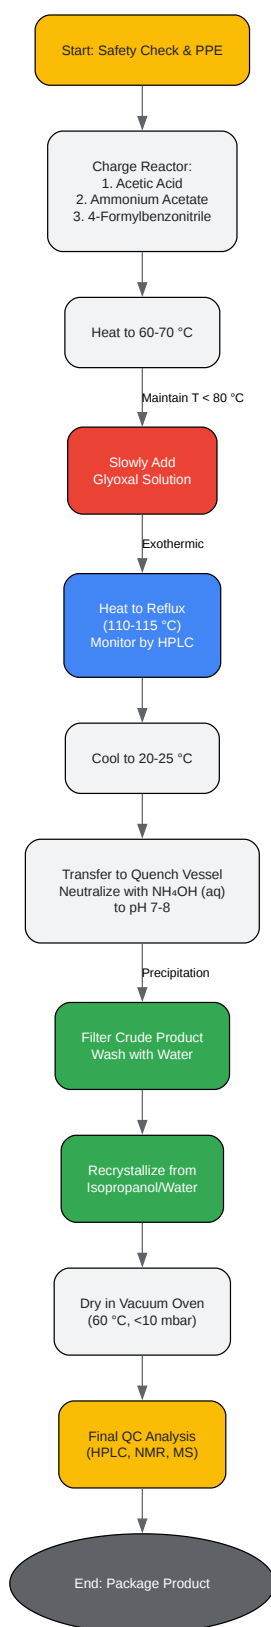 Start: Safety Check & PPE
Charge Reactor:
1. Acetic Acid
2. Ammonium Acetate
3. 4-Formylbenzonitrile
Heat to 60-70 °C
Maintain T < 80 °C
Slowly Add
Glyoxal Solution
Exothermic
Heat to Reflux
(110-115 °C)
Monitor by HPLC
Cool to 20-25 °C
Transfer to Quench Vessel
Neutralize with NH₄OH (aq)
to pH 7-8
Precipitation
Filter Crude Product
Wash with Water
Recrystallize from
Isopropanol/Water
Dry in Vacuum Oven
(60 °C, <10 mbar)
Final QC Analysis
(HPLC, NMR, MS)
End: Package Product